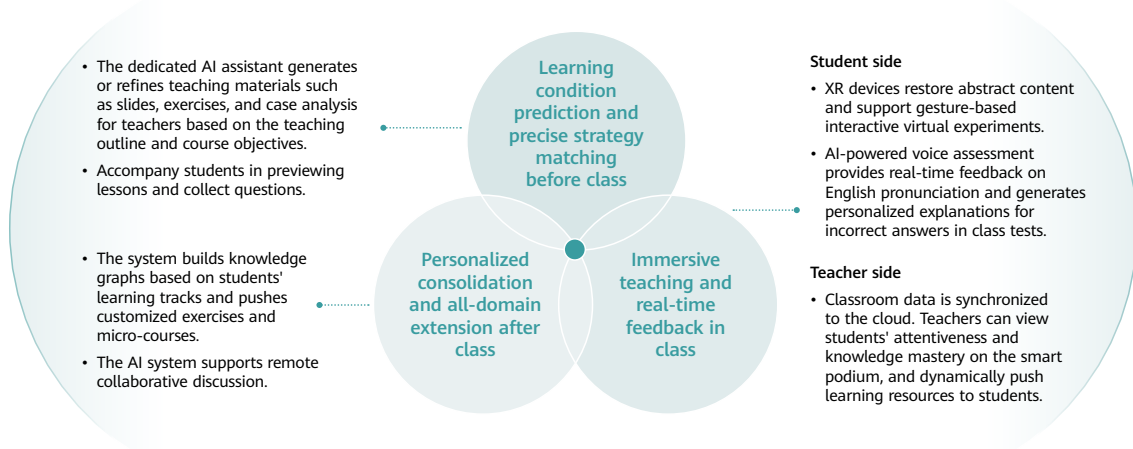 • The dedicated AI assistant generates
or refines teaching materials such
as slides, exercises, and case analysis
for teachers based on the teaching
outline and course objectives.
• Accompany students in previewing
lessons and collect questions.
• The system builds knowledge
graphs based on students'
learning tracks and pushes
customized exercises and
micro-courses.
• The AI system supports remote
collaborative discussion.
Learning
condition
prediction and
precise strategy
matching
before class
Personalized
consolidation
and all-domain
extension after
class
Immersive
teaching and
real-time
feedback in
class
Student side
• XR devices restore abstract content
and support gesture-based
interactive virtual experiments.
• AI-powered voice assessment
provides real-time feedback on
English pronunciation and generates
personalized explanations for
incorrect answers in class tests.
Teacher side
• Classroom data is synchronized
to the cloud. Teachers can view
students' attentiveness and
knowledge mastery on the smart
podium, and dynamically push
learning resources to students.